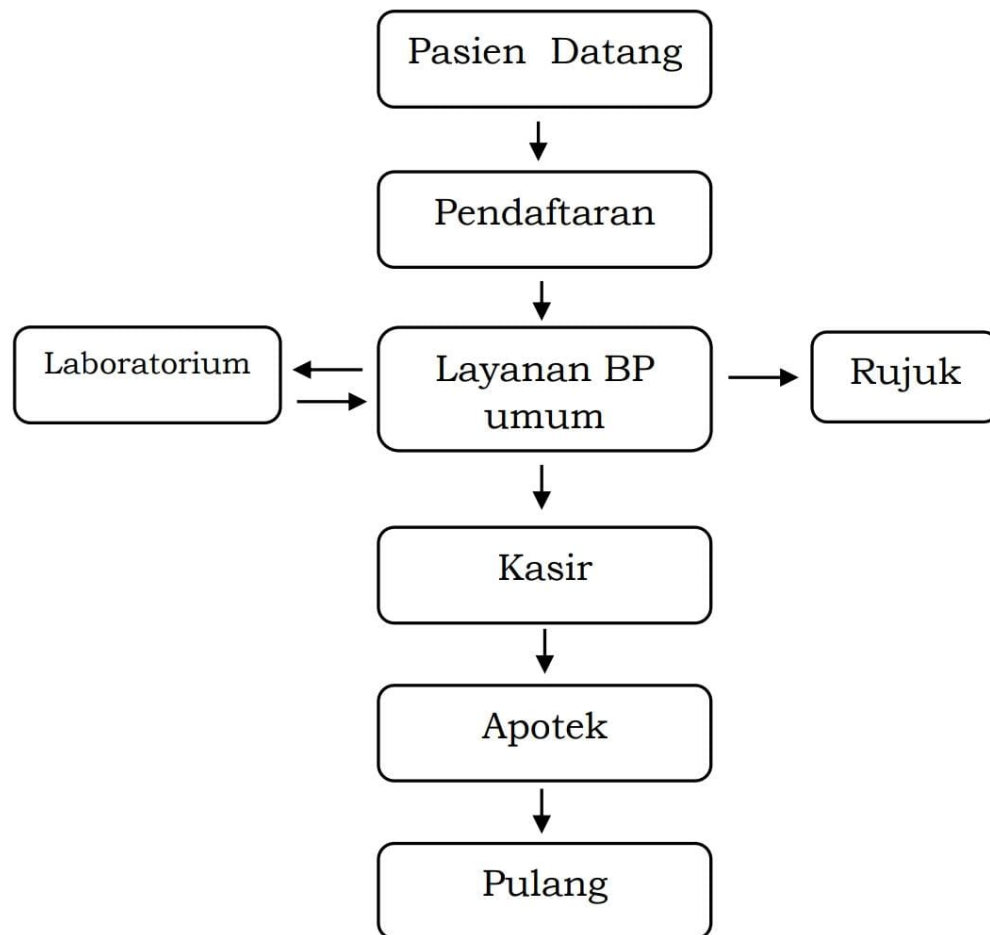 Pasien Datang
Pendaftaran
Laboratorium
Layanan BP
umum
Rujuk
Kasir
Apotek
Pulang